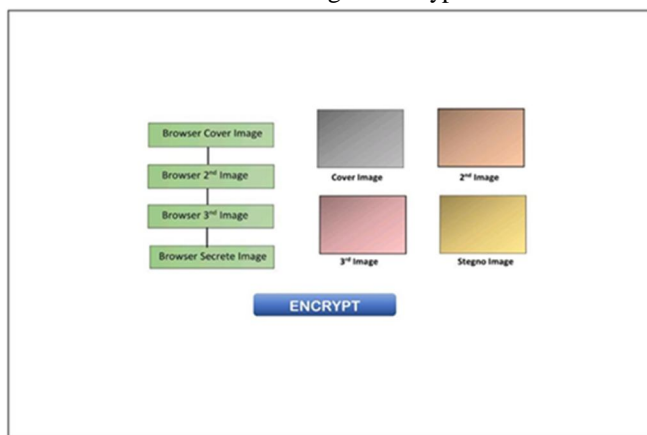 Browser Cover Image
Browser 2nd Image
Browser 3nd Image
Browser Secrete Image
Cover Image
2nd Image
3rd Image
Stegno Image
ENCRYPT